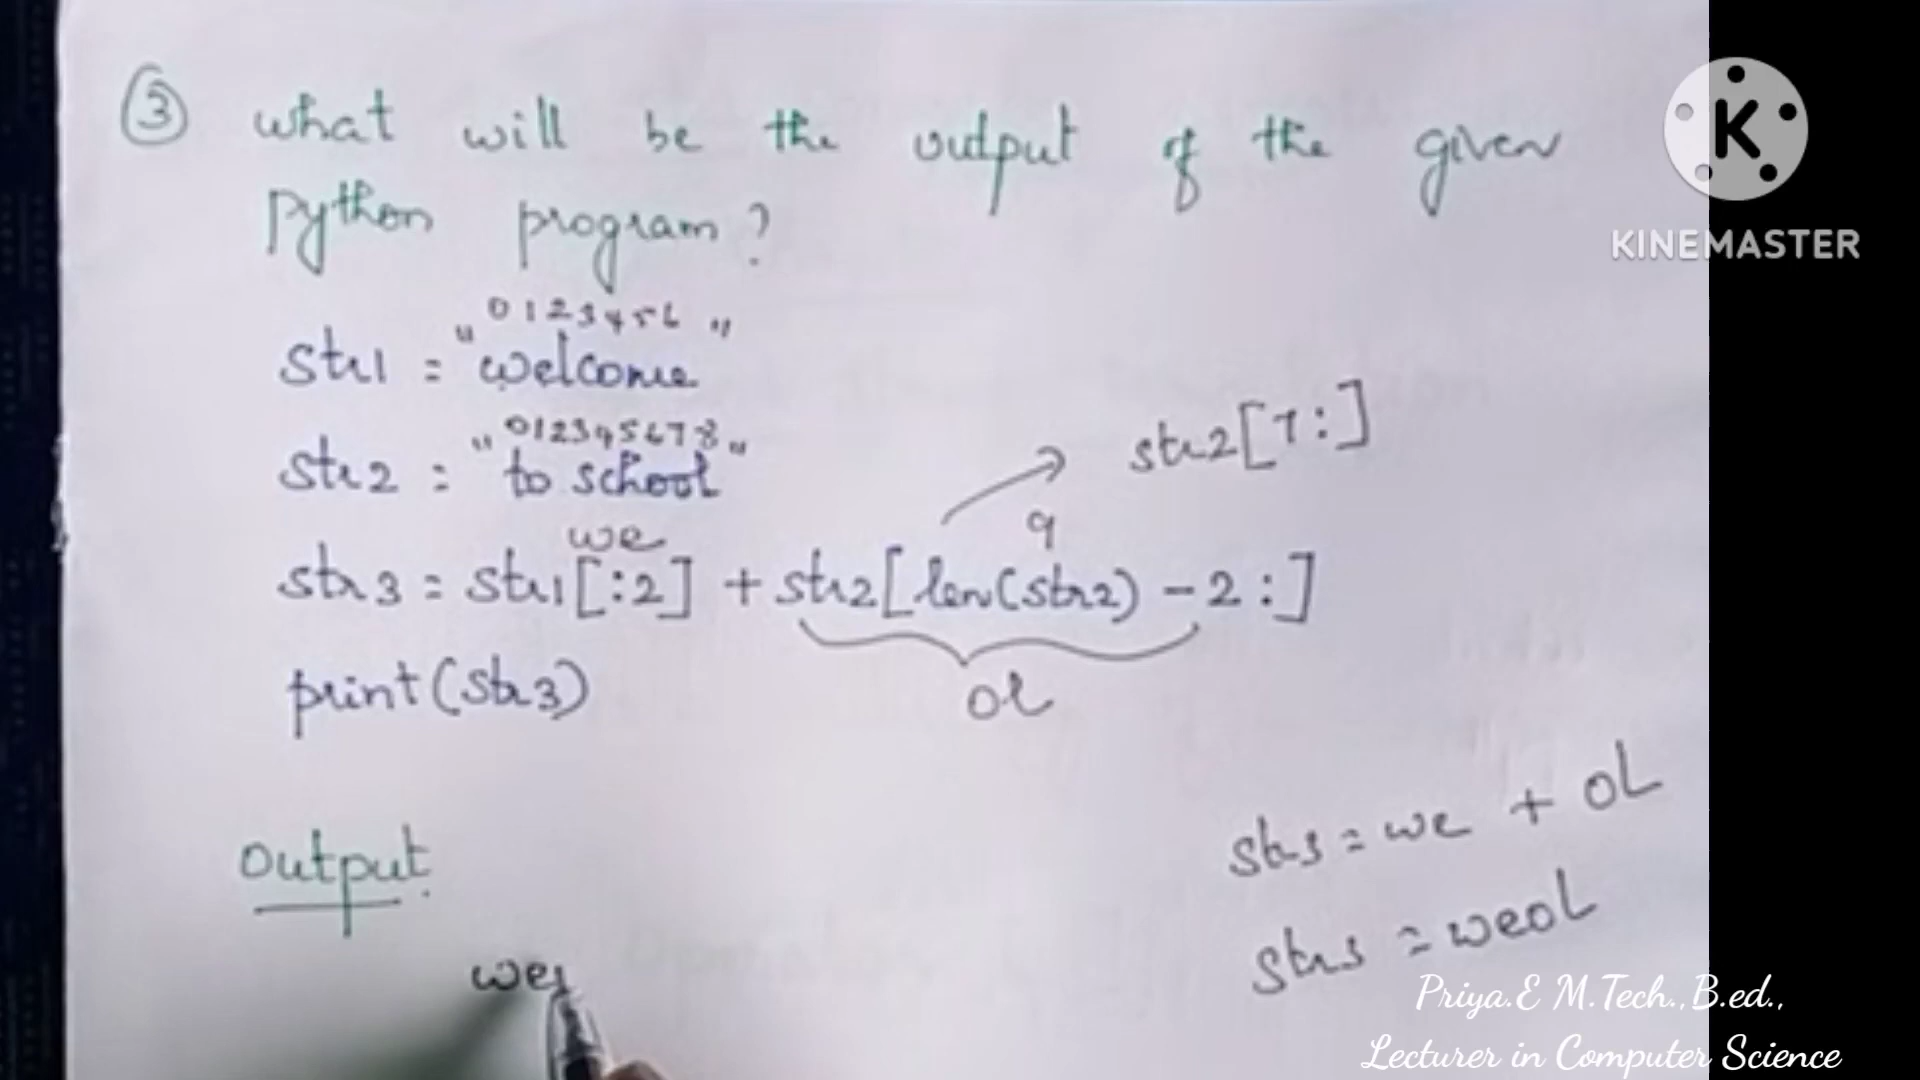 ③ what will be the output of the given
python program?
0123456
str1 = "welcome"
012345678
str2 = "to school"
str2[7:]
we
9
str3 = str1[:2] + str2[len(str2) - 2 :]
ol
print(str3)
str3 = we + ol
Output
str3 = weol
we
KINEMASTER
Priya.E M.Tech.,B.ed.,
Lecturer in Computer Science